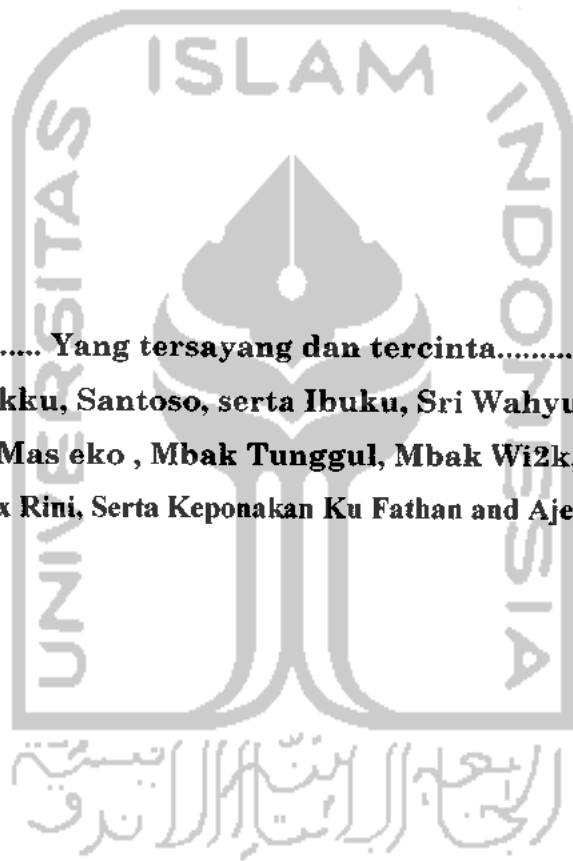 ISLAM
UNIVERSITAS
INDONESIA
..... Yang tersayang dan tercinta.........
kku, Santoso, serta Ibuku, Sri Wahyu
Mas eko , Mbak Tunggul, Mbak Wi2k,
x Rini, Serta Keponakan Ku Fathan and Aje